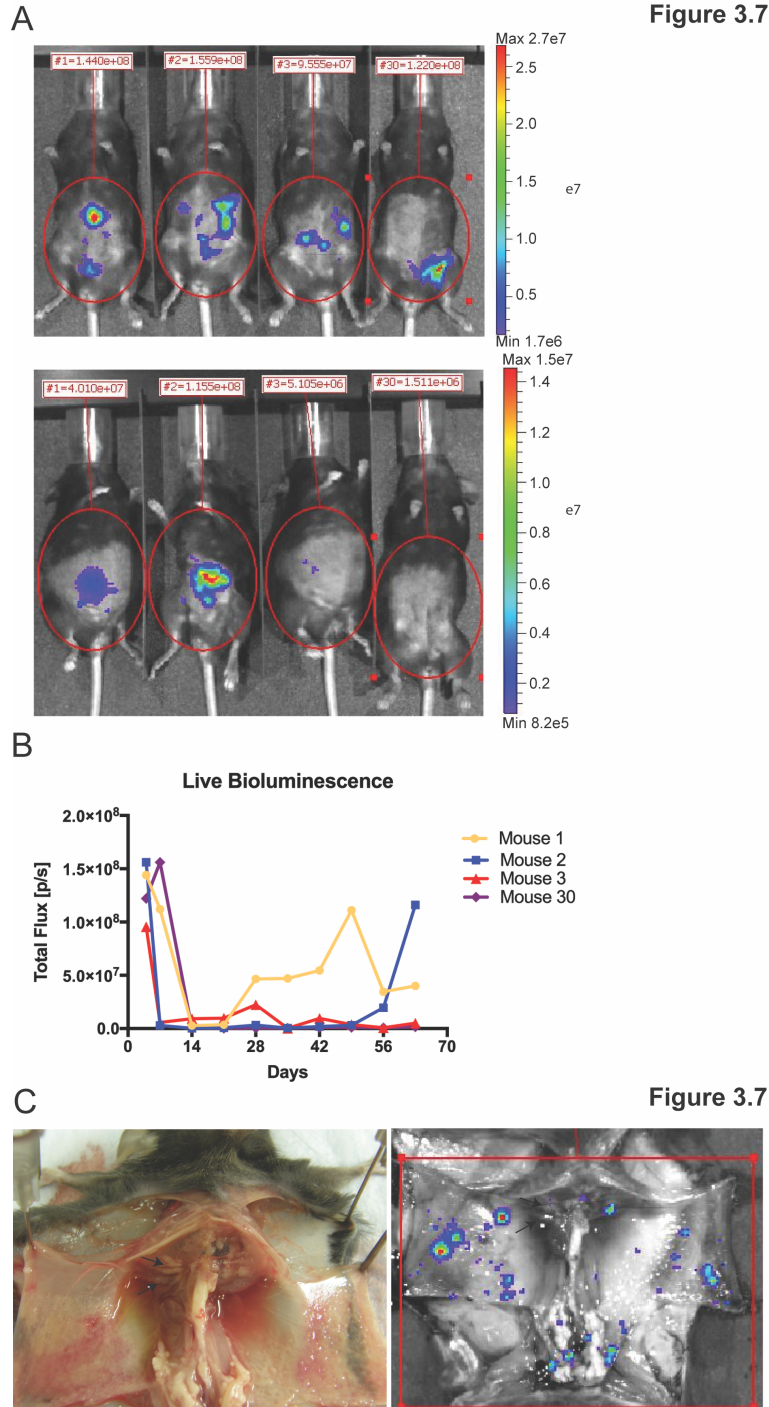 A
Figure 3.7
#1=1.440e+08
#2=1.559e+08
#3=9.555e+07
#30=1.220e+08
Max 2.7e7
2.5
2.0
1.5
e7
1.0
0.5
Min 1.7e6
#1=4.010e+07
#2=1.155e+08
#3=5.105e+06
#30=1.511e+06
Max 1.5e7
1.4
1.2
1.0
e7
0.8
0.6
0.4
0.2
Min 8.2e5
B
Live Bioluminescence
Total Flux [p/s]
2.0×10⁸
1.5×10⁸
1.0×10⁸
5.0×10⁷
0.0
0 14 28 42 56 70
Days
Mouse 1
Mouse 2
Mouse 3
Mouse 30
C
Figure 3.7